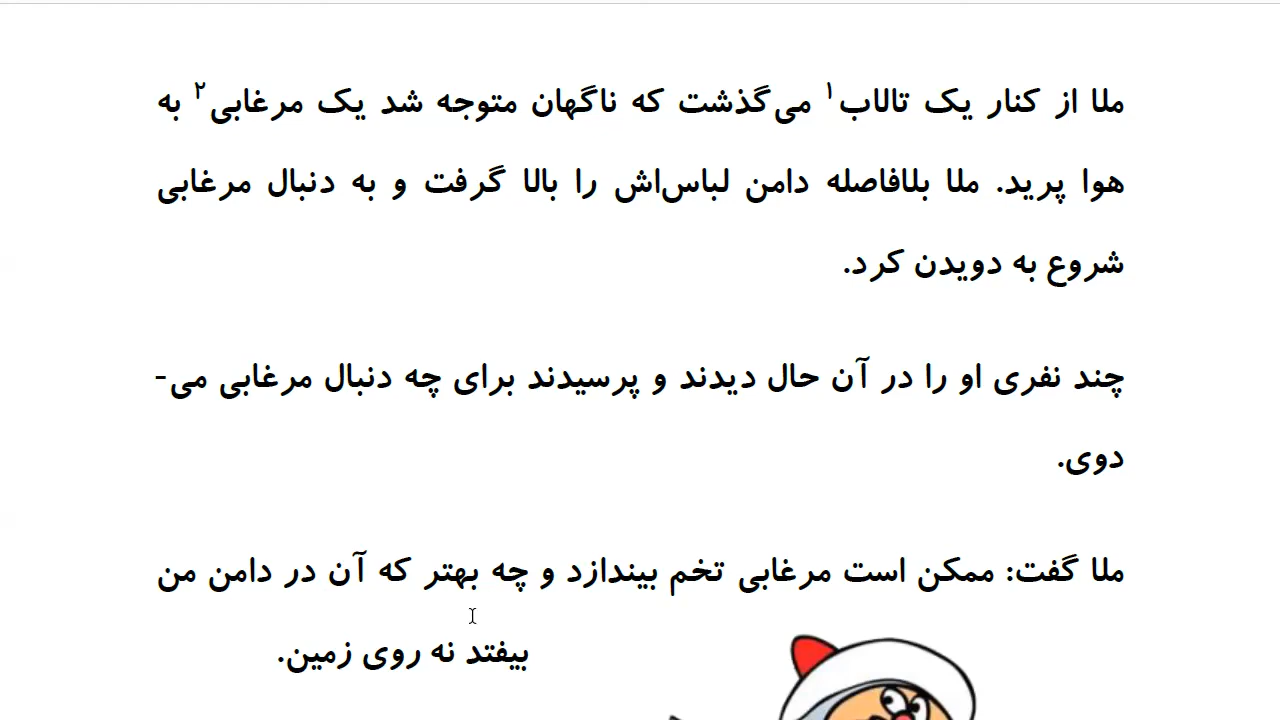 ملا از کنار یک تالاب۱ می‌گذشت که ناگهان متوجه شد یک مرغابی۲ به
هوا پرید. ملا بلافاصله دامن لباس‌اش را بالا گرفت و به دنبال مرغابی
شروع به دویدن کرد.
چند نفری او را در آن حال دیدند و پرسیدند برای چه دنبال مرغابی می-
دوی.
ملا گفت: ممکن است مرغابی تخم بیندازد و چه بهتر که آن در دامن من
بیفتد نه روی زمین.